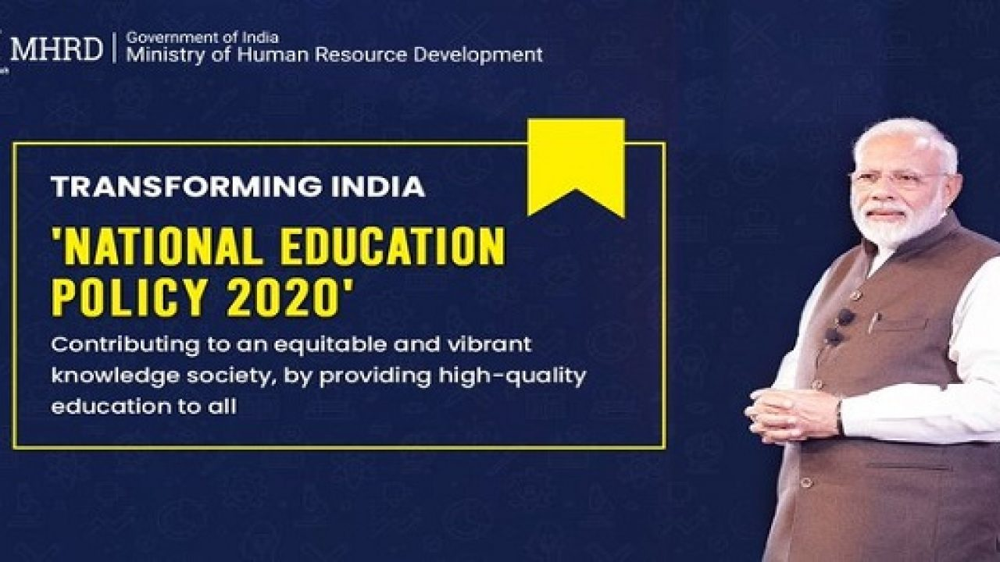 MHRD
Government of India
Ministry of Human Resource Development
TRANSFORMING INDIA
'NATIONAL EDUCATION
POLICY 2020'
Contributing to an equitable and vibrant
knowledge society, by providing high-quality
education to all